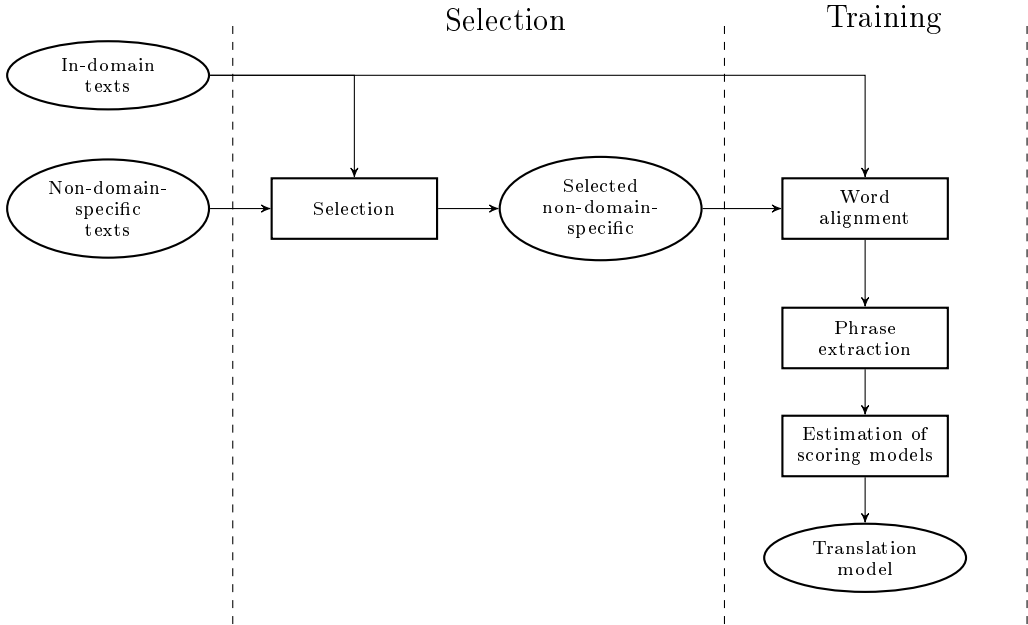 Selection
Training
In-domain
texts
Non-domain-
specific
texts
Selection
Selected
non-domain-
specific
Word
alignment
Phrase
extraction
Estimation of
scoring models
Translation
model